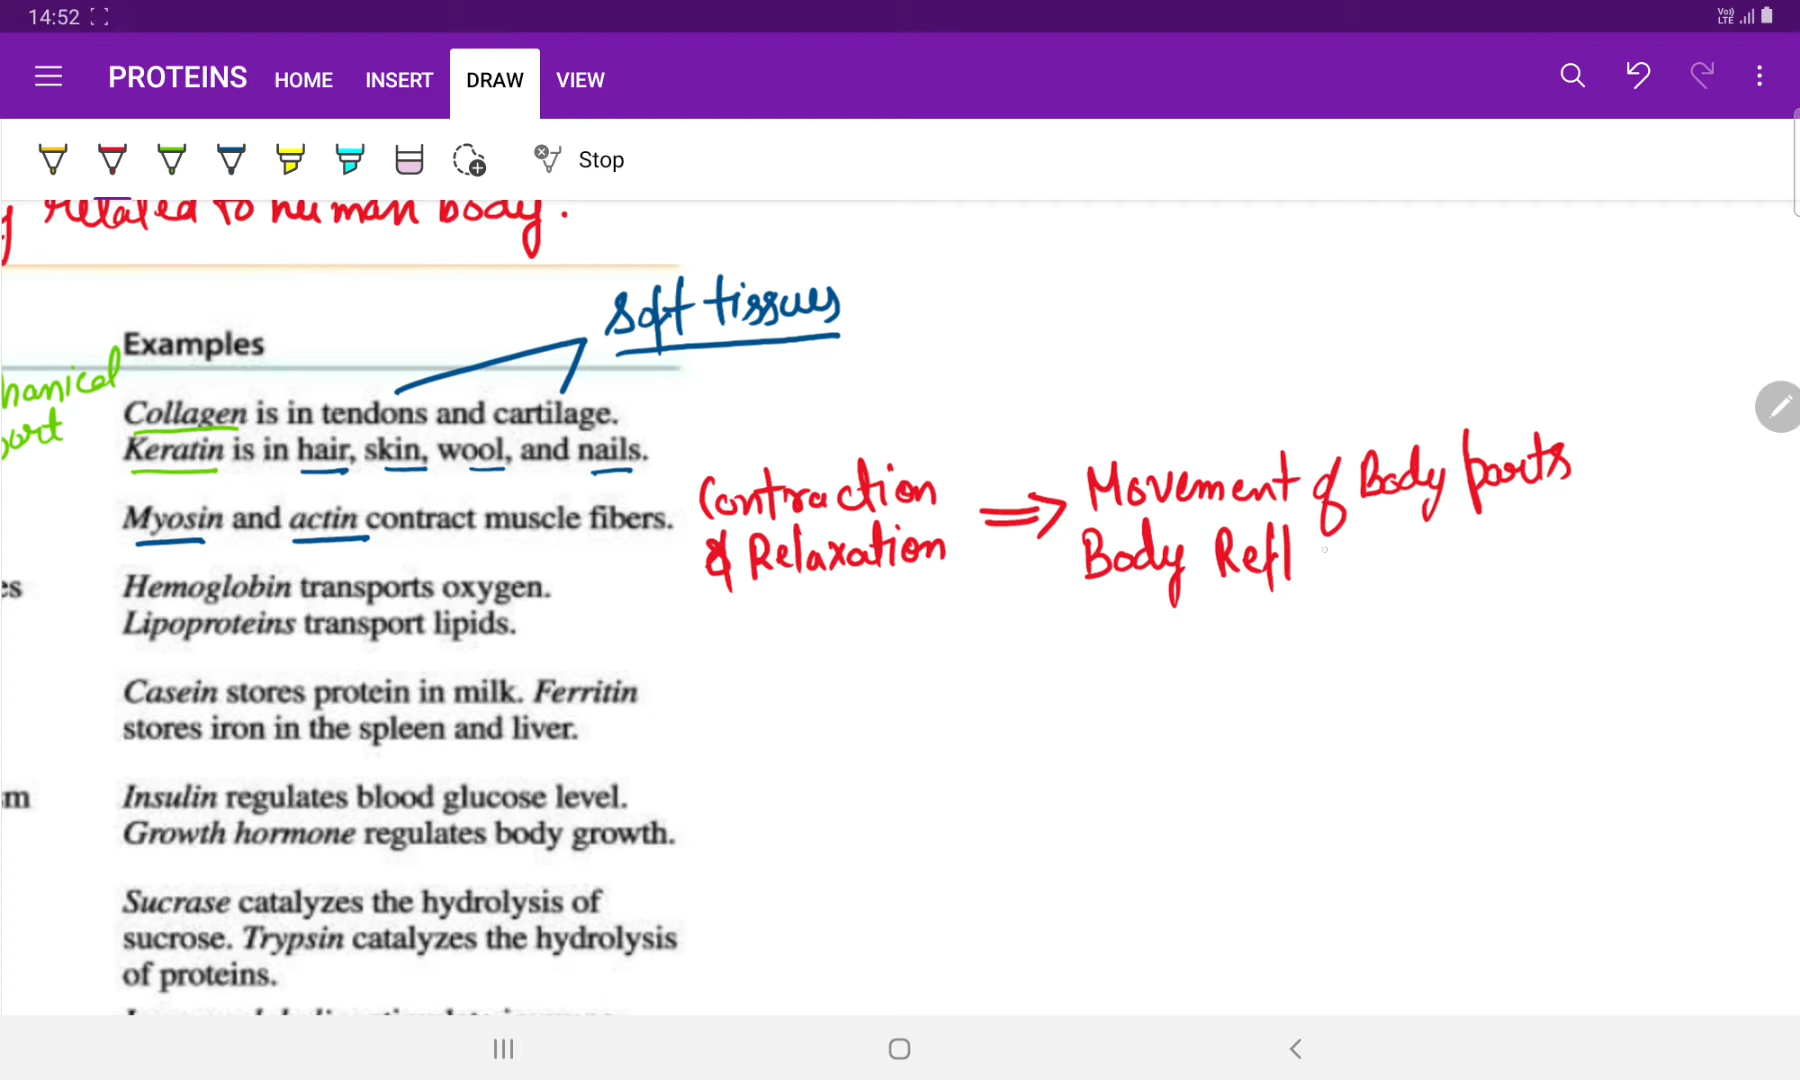 14:52
Vo)) LTE
PROTEINS HOME INSERT DRAW VIEW
Stop
related to human body.
soft tissues
Examples
hanical
port
Collagen is in tendons and cartilage.
Keratin is in hair, skin, wool, and nails.
Contraction
& Relaxation
⇒ Movement of Body parts
Body Refl
Myosin and actin contract muscle fibers.
es
Hemoglobin transports oxygen.
Lipoproteins transport lipids.
Casein stores protein in milk. Ferritin
stores iron in the spleen and liver.
m
Insulin regulates blood glucose level.
Growth hormone regulates body growth.
Sucrase catalyzes the hydrolysis of
sucrose. Trypsin catalyzes the hydrolysis
of proteins.